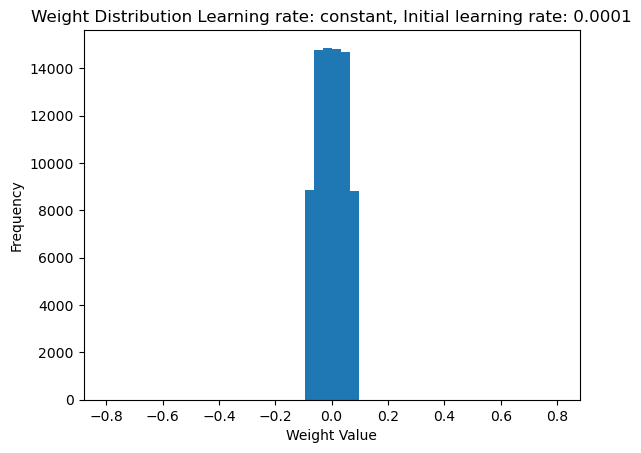 Weight Distribution Learning rate: constant, Initial learning rate: 0.0001
14000
12000
10000
8000
6000
4000
2000
0
Frequency
−0.8 −0.6 −0.4 −0.2 0.0 0.2 0.4 0.6 0.8
Weight Value